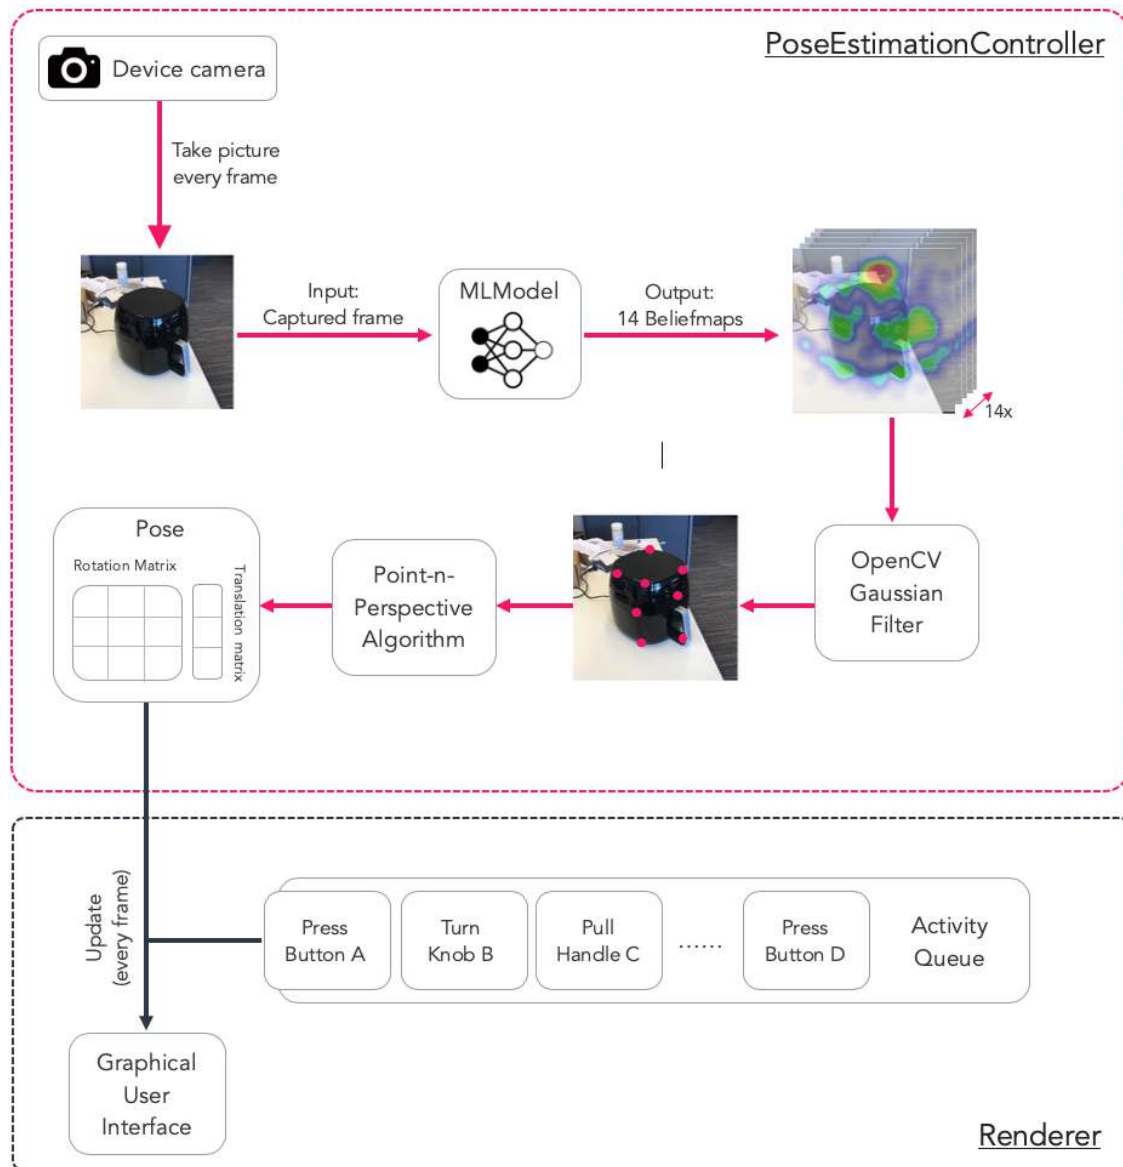 PoseEstimationController
Device camera
Take picture
every frame
Input:
Captured frame
MLModel
Output:
14 Beliefmaps
14x
Pose
Rotation Matrix
Translation matrix
Point-n-
Perspective
Algorithm
OpenCV
Gaussian
Filter
Update
(every frame)
Press
Button A
Turn
Knob B
Pull
Handle C
......
Press
Button D
Activity
Queue
Graphical
User
Interface
Renderer